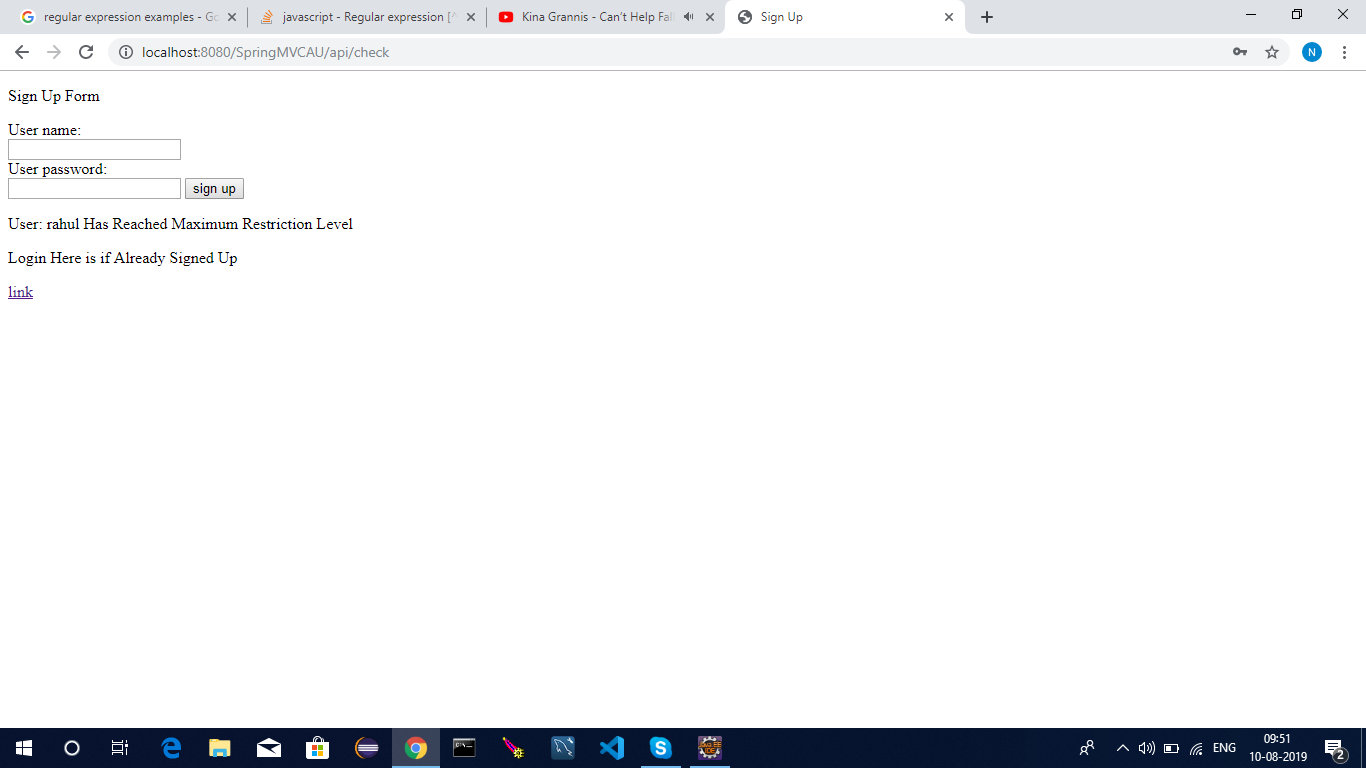 regular expression examples - Go
javascript - Regular expression [^
Kina Grannis - Can't Help Fall
Sign Up
localhost:8080/SpringMVCAU/api/check
N
Sign Up Form
User name:
User password:
sign up
User: rahul Has Reached Maximum Restriction Level
Login Here is if Already Signed Up
link
ENG
09:51
10-08-2019
2